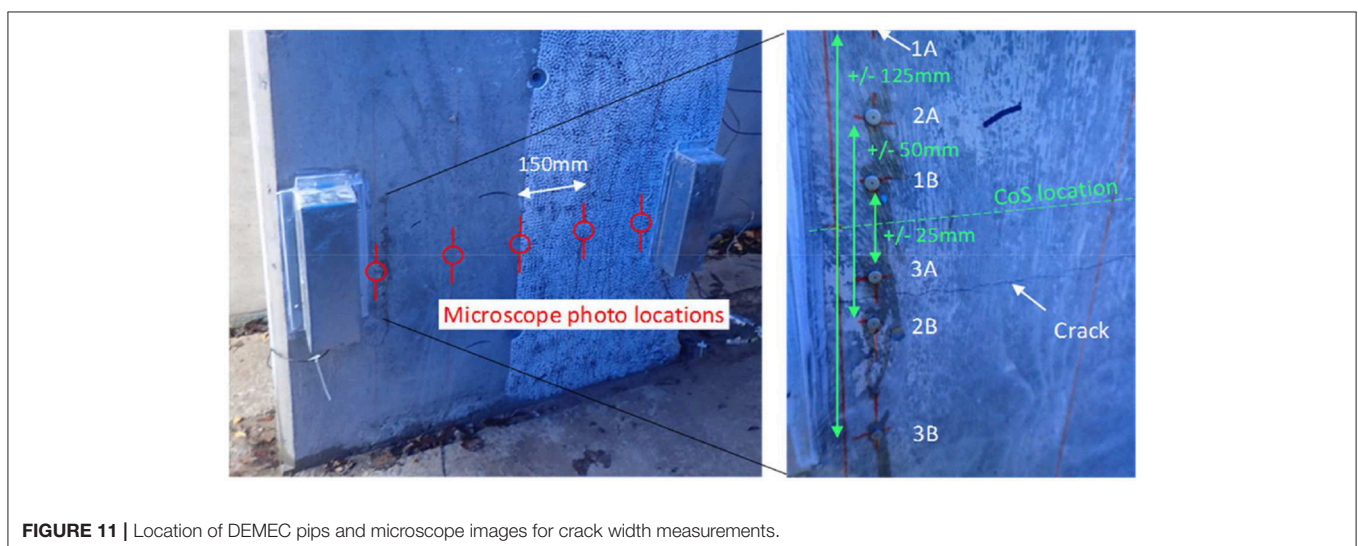 150mm
Microscope photo locations
1A
+/- 125mm
2A
+/- 50mm
1B
CoS location
+/- 25mm
3A
Crack
2B
3B
FIGURE 11 | Location of DEMEC pips and microscope images for crack width measurements.